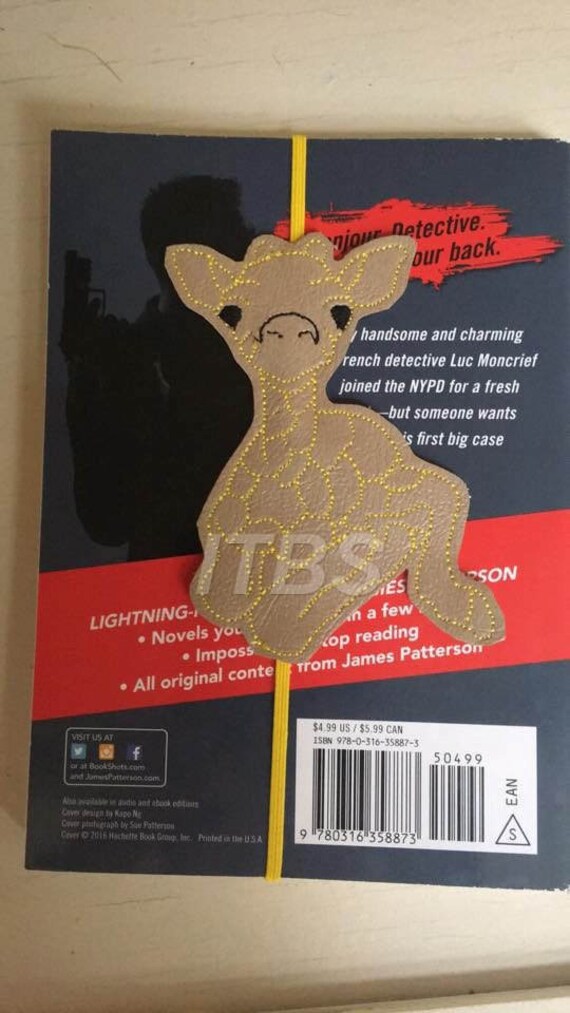 Detective.
our back.
handsome and charming
rench detective Luc Moncrief
joined the NYPD for a fresh
—but someone wants
is first big case
ITBS
LIGHTNING-
• Novels you in a few
• Imposs top reading
• All original conte from James Patterson
VISIT US AT
or at BookShots.com
and JamesPatterson.com
Also available in audio and ebook editions
Cover design by Kapo Ng
Cover photograph by Sue Patterson
Cover © 2016 Hachette Book Group, Inc. Printed in the U.S.A.
$4.99 US / $5.99 CAN
ISBN 978-0-316-35887-3
50499
9 780316 358873
EAN
S